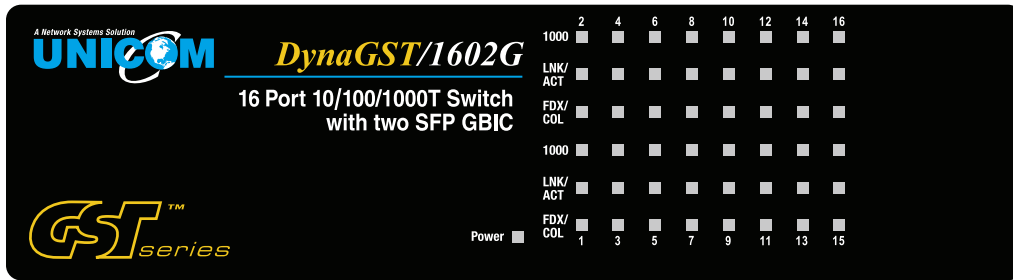 A Network Systems Solution
UNICOM
DynaGST/1602G
16 Port 10/100/1000T Switch
with two SFP GBIC
GST™
series
Power
2 4 6 8 10 12 14 16
1000
LNK/
ACT
FDX/
COL
1000
LNK/
ACT
FDX/
COL
1 3 5 7 9 11 13 15